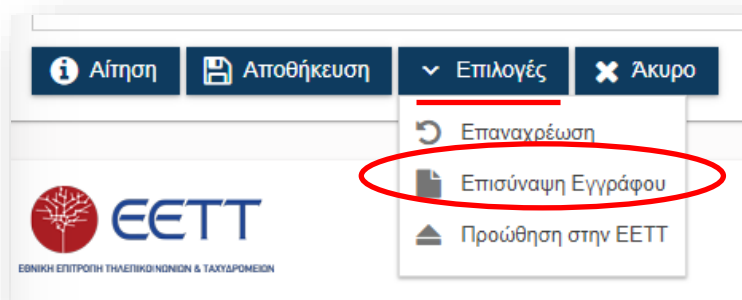 Αίτηση Αποθήκευση Επιλογές Άκυρο
Επαναχρέωση
Επισύναψη Εγγράφου
Προώθηση στην ΕΕΤΤ
ΕΕΤΤ
ΕΘΝΙΚΗ ΕΠΙΤΡΟΠΗ ΤΗΛΕΠΙΚΟΙΝΩΝΙΩΝ & ΤΑΧΥΔΡΟΜΕΙΩΝ